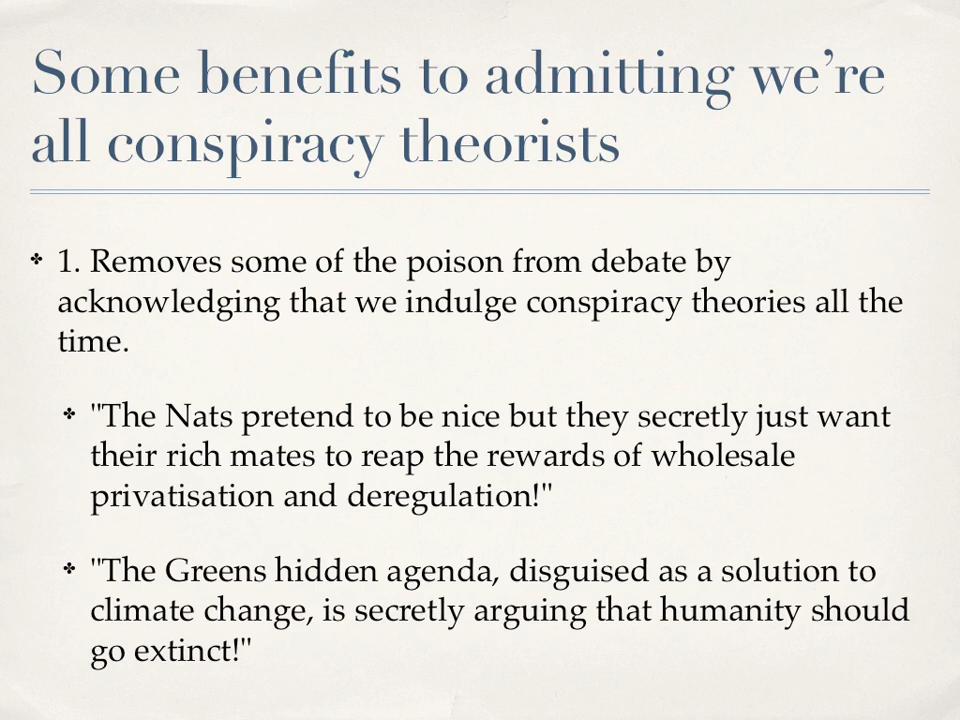 Some benefits to admitting we’re
all conspiracy theorists
✤ 1. Removes some of the poison from debate by
acknowledging that we indulge conspiracy theories all the
time.
✤ "The Nats pretend to be nice but they secretly just want
their rich mates to reap the rewards of wholesale
privatisation and deregulation!"
✤ "The Greens hidden agenda, disguised as a solution to
climate change, is secretly arguing that humanity should
go extinct!"